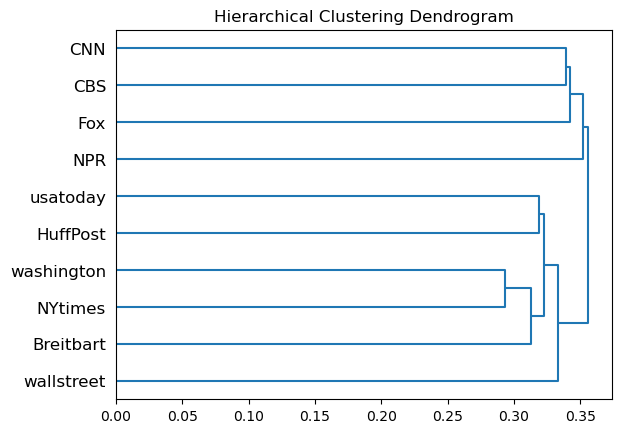 Hierarchical Clustering Dendrogram
CNN
CBS
Fox
NPR
usatoday
HuffPost
washington
NYtimes
Breitbart
wallstreet
0.00 0.05 0.10 0.15 0.20 0.25 0.30 0.35